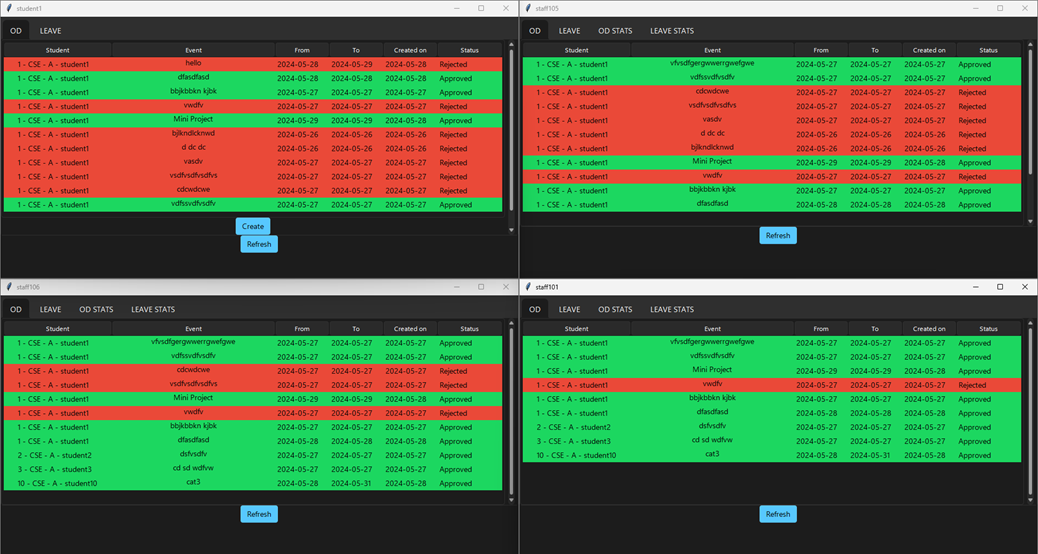 student1
OD LEAVE
Student Event From To Created on Status
1 - CSE - A - student1 hello 2024-05-28 2024-05-29 2024-05-28 Rejected
1 - CSE - A - student1 dfasdfasd 2024-05-28 2024-05-28 2024-05-28 Approved
1 - CSE - A - student1 bbjkbbkn kjbk 2024-05-27 2024-05-27 2024-05-27 Approved
1 - CSE - A - student1 vwdfv 2024-05-27 2024-05-27 2024-05-27 Rejected
1 - CSE - A - student1 Mini Project 2024-05-29 2024-05-29 2024-05-28 Approved
1 - CSE - A - student1 bjlkndlcknwd 2024-05-26 2024-05-26 2024-05-26 Rejected
1 - CSE - A - student1 d dc dc 2024-05-26 2024-05-26 2024-05-26 Rejected
1 - CSE - A - student1 vasdv 2024-05-27 2024-05-27 2024-05-27 Rejected
1 - CSE - A - student1 vsdfvsdfvsdfvs 2024-05-27 2024-05-27 2024-05-27 Rejected
1 - CSE - A - student1 cdcwdcwe 2024-05-27 2024-05-27 2024-05-27 Rejected
1 - CSE - A - student1 vdfssvdfvsdfv 2024-05-27 2024-05-27 2024-05-27 Approved
Create
Refresh
staff105
OD LEAVE OD STATS LEAVE STATS
Student Event From To Created on Status
1 - CSE - A - student1 vfvsdfgergwwerrgwefgwe 2024-05-27 2024-05-27 2024-05-27 Approved
1 - CSE - A - student1 vdfssvdfvsdfv 2024-05-27 2024-05-27 2024-05-27 Approved
1 - CSE - A - student1 cdcwdcwe 2024-05-27 2024-05-27 2024-05-27 Rejected
1 - CSE - A - student1 vsdfvsdfvsdfvs 2024-05-27 2024-05-27 2024-05-27 Rejected
1 - CSE - A - student1 vasdv 2024-05-27 2024-05-27 2024-05-27 Rejected
1 - CSE - A - student1 d dc dc 2024-05-26 2024-05-26 2024-05-26 Rejected
1 - CSE - A - student1 bjlkndlcknwd 2024-05-26 2024-05-26 2024-05-26 Rejected
1 - CSE - A - student1 Mini Project 2024-05-29 2024-05-29 2024-05-28 Approved
1 - CSE - A - student1 vwdfv 2024-05-27 2024-05-27 2024-05-27 Rejected
1 - CSE - A - student1 bbjkbbkn kjbk 2024-05-27 2024-05-27 2024-05-27 Approved
1 - CSE - A - student1 dfasdfasd 2024-05-28 2024-05-28 2024-05-28 Approved
Refresh
staff106
OD LEAVE OD STATS LEAVE STATS
Student Event From To Created on Status
1 - CSE - A - student1 vfvsdfgergwwerrgwefgwe 2024-05-27 2024-05-27 2024-05-27 Approved
1 - CSE - A - student1 vdfssvdfvsdfv 2024-05-27 2024-05-27 2024-05-27 Approved
1 - CSE - A - student1 cdcwdcwe 2024-05-27 2024-05-27 2024-05-27 Rejected
1 - CSE - A - student1 vsdfvsdfvsdfvs 2024-05-27 2024-05-27 2024-05-27 Rejected
1 - CSE - A - student1 Mini Project 2024-05-29 2024-05-29 2024-05-28 Approved
1 - CSE - A - student1 vwdfv 2024-05-27 2024-05-27 2024-05-27 Rejected
1 - CSE - A - student1 bbjkbbkn kjbk 2024-05-27 2024-05-27 2024-05-27 Approved
1 - CSE - A - student1 dfasdfasd 2024-05-28 2024-05-28 2024-05-28 Approved
2 - CSE - A - student2 dsfvsdfv 2024-05-27 2024-05-27 2024-05-27 Approved
3 - CSE - A - student3 cd sd wdfvw 2024-05-27 2024-05-27 2024-05-27 Approved
10 - CSE - A - student10 cat3 2024-05-28 2024-05-31 2024-05-28 Approved
Refresh
staff101
OD LEAVE OD STATS LEAVE STATS
Student Event From To Created on Status
1 - CSE - A - student1 vfvsdfgergwwerrgwefgwe 2024-05-27 2024-05-27 2024-05-27 Approved
1 - CSE - A - student1 vdfssvdfvsdfv 2024-05-27 2024-05-27 2024-05-27 Approved
1 - CSE - A - student1 Mini Project 2024-05-29 2024-05-29 2024-05-28 Approved
1 - CSE - A - student1 vwdfv 2024-05-27 2024-05-27 2024-05-27 Rejected
1 - CSE - A - student1 bbjkbbkn kjbk 2024-05-27 2024-05-27 2024-05-27 Approved
1 - CSE - A - student1 dfasdfasd 2024-05-28 2024-05-28 2024-05-28 Approved
2 - CSE - A - student2 dsfvsdfv 2024-05-27 2024-05-27 2024-05-27 Approved
3 - CSE - A - student3 cd sd wdfvw 2024-05-27 2024-05-27 2024-05-27 Approved
10 - CSE - A - student10 cat3 2024-05-28 2024-05-31 2024-05-28 Approved
Refresh